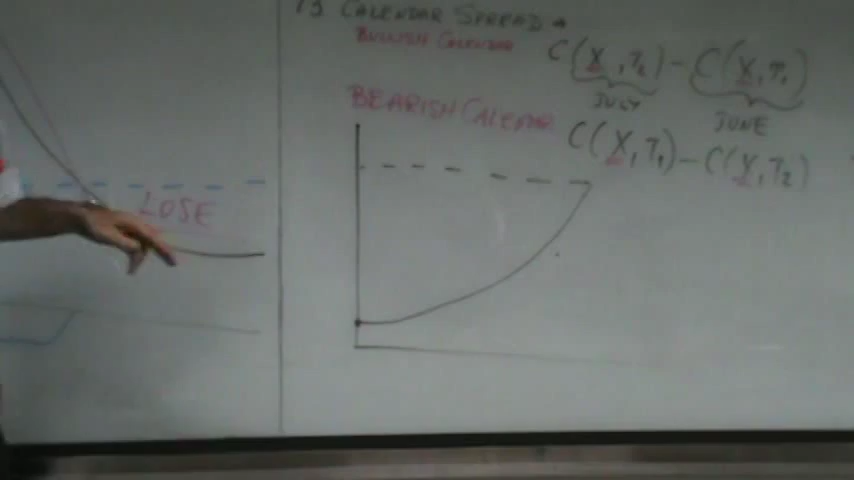 CALENDAR SPREAD
BULLISH CALENDAR C(X,T₂) - C(X,T₁)
JULY JUNE
BEARISH CALENDAR C(X,T₁) - C(X,T₂)
LOSE